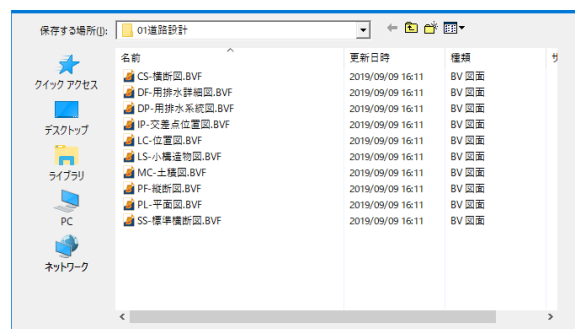 保存する場所(I): 01道路設計
名前 更新日時 種類 サ
CS-横断図.BVF 2019/09/09 16:11 BV 図面
DF-用排水詳細図.BVF 2019/09/09 16:11 BV 図面
DP-用排水系統図.BVF 2019/09/09 16:11 BV 図面
IP-交差点位置図.BVF 2019/09/09 16:11 BV 図面
LC-位置図.BVF 2019/09/09 16:11 BV 図面
LS-小構造物図.BVF 2019/09/09 16:11 BV 図面
MC-土積図.BVF 2019/09/09 16:11 BV 図面
PF-縦断図.BVF 2019/09/09 16:11 BV 図面
PL-平面図.BVF 2019/09/09 16:11 BV 図面
SS-標準横断図.BVF 2019/09/09 16:11 BV 図面
クイック アクセス
デスクトップ
ライブラリ
PC
ネットワーク